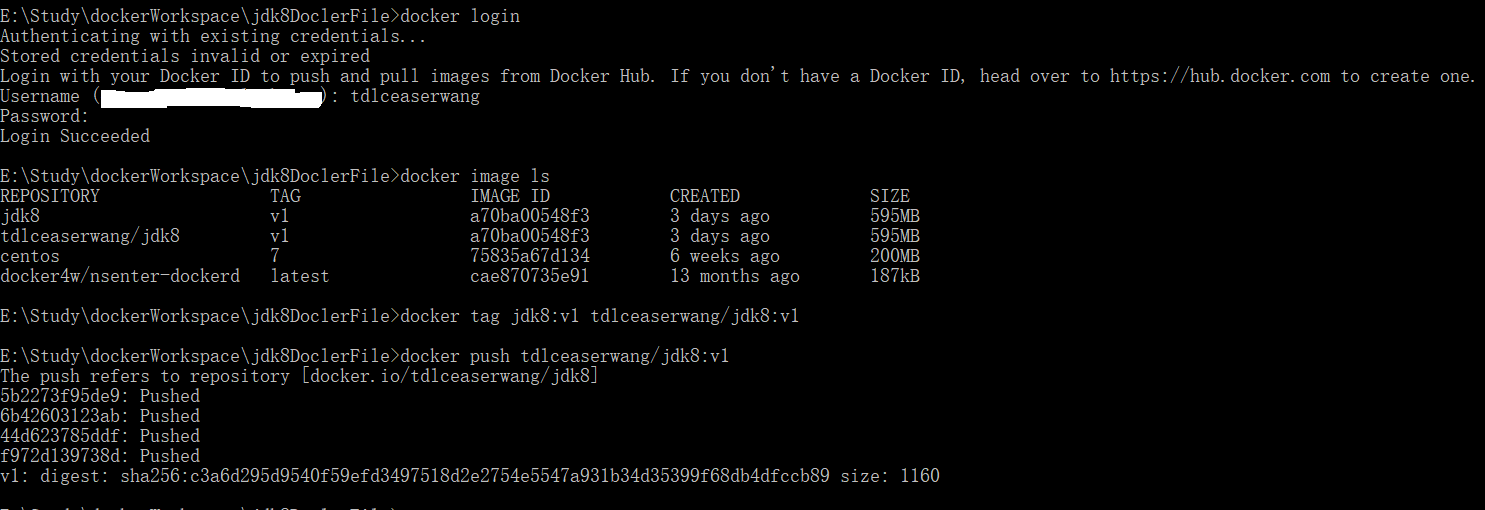 E:\Study\dockerWorkspace\jdk8DoclerFile>docker login
Authenticating with existing credentials...
Stored credentials invalid or expired
Login with your Docker ID to push and pull images from Docker Hub. If you don't have a Docker ID, head over to https://hub.docker.com to create one.
Username ( ): tdlceaserwang
Password:
Login Succeeded
E:\Study\dockerWorkspace\jdk8DoclerFile>docker image ls
REPOSITORY TAG IMAGE ID CREATED SIZE
jdk8 v1 a70ba00548f3 3 days ago 595MB
tdlceaserwang/jdk8 v1 a70ba00548f3 3 days ago 595MB
centos 7 75835a67d134 6 weeks ago 200MB
docker4w/nsenter-dockerd latest cae870735e91 13 months ago 187kB
E:\Study\dockerWorkspace\jdk8DoclerFile>docker tag jdk8:v1 tdlceaserwang/jdk8:v1
E:\Study\dockerWorkspace\jdk8DoclerFile>docker push tdlceaserwang/jdk8:v1
The push refers to repository [docker.io/tdlceaserwang/jdk8]
5b2273f95de9: Pushed
6b42603123ab: Pushed
44d623785ddf: Pushed
f972d139738d: Pushed
v1: digest: sha256:c3a6d295d9540f59efd3497518d2e2754e5547a931b34d35399f68db4dfccb89 size: 1160
E:\Study\dockerWorkspace\jdk8DoclerFile>